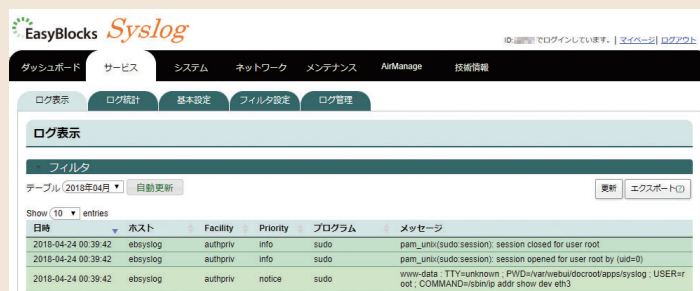 EasyBlocks Syslog
ID: でログインしています。 | マイページ| ログアウト
ダッシュボード サービス システム ネットワーク メンテナンス AirManage 技術情報
ログ表示 ログ統計 基本設定 フィルタ設定 ログ管理
ログ表示
フィルタ
テーブル 2018年04月 自動更新 更新 エクスポート(?)
Show 10 entries
日時 ホスト Facility Priority プログラム メッセージ
2018-04-24 00:39:42 ebsyslog authpriv info sudo pam_unix(sudo:session): session closed for user root
2018-04-24 00:39:42 ebsyslog authpriv info sudo pam_unix(sudo:session): session opened for user root by (uid=0)
2018-04-24 00:39:42 ebsyslog authpriv notice sudo www-data : TTY=unknown ; PWD=/var/webui/docroot/apps/syslog ; USER=r
oot ; COMMAND=/sbin/ip addr show dev eth3